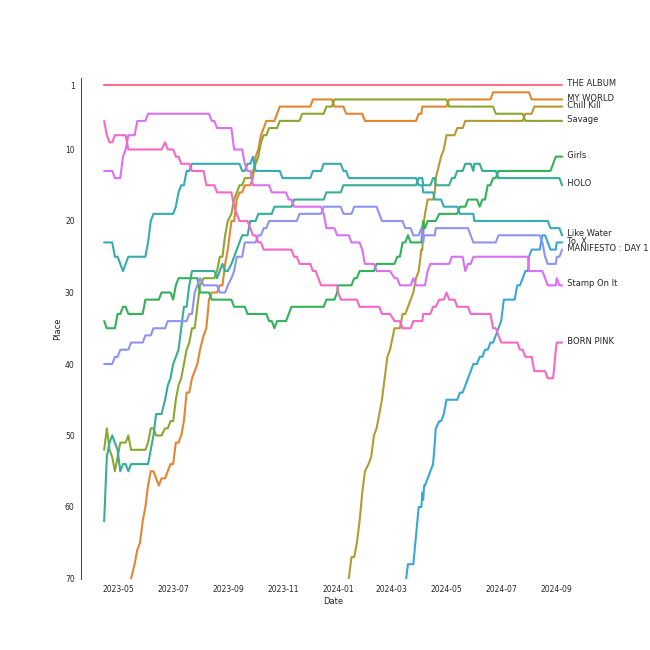 1
10
20
30
40
50
60
70
Place
2023-05
2023-07
2023-09
2023-11
2024-01
2024-03
2024-05
2024-07
2024-09
Date
THE ALBUM
MY WORLD
Chill Kill
Savage
Girls
HOLO
Like Water
To. X
MANIFESTO : DAY 1
Stamp On It
BORN PINK